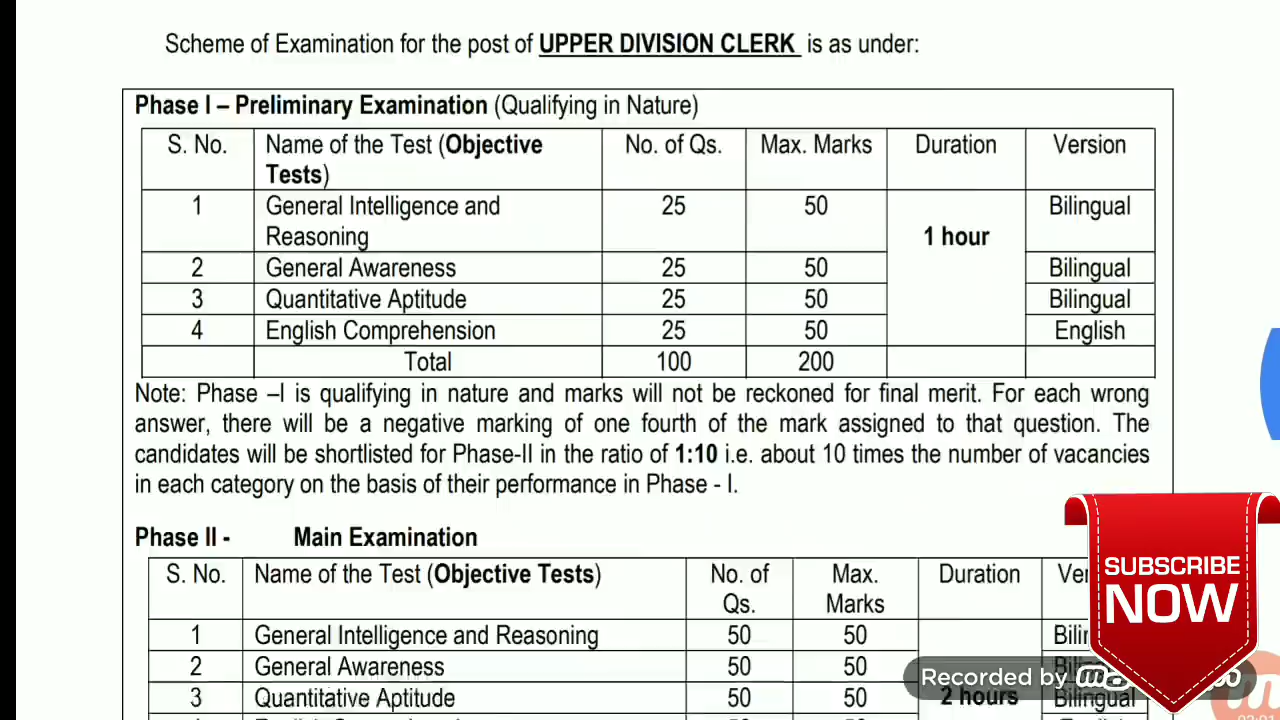 Scheme of Examination for the post of UPPER DIVISION CLERK is as under:
Phase I – Preliminary Examination (Qualifying in Nature)
S. No. Name of the Test (Objective Tests) No. of Qs. Max. Marks Duration Version
1 General Intelligence and Reasoning 25 50 1 hour Bilingual
2 General Awareness 25 50 Bilingual
3 Quantitative Aptitude 25 50 Bilingual
4 English Comprehension 25 50 English
Total 100 200
Note: Phase –I is qualifying in nature and marks will not be reckoned for final merit. For each wrong
answer, there will be a negative marking of one fourth of the mark assigned to that question. The
candidates will be shortlisted for Phase-II in the ratio of 1:10 i.e. about 10 times the number of vacancies
in each category on the basis of their performance in Phase - I.
Phase II - Main Examination
S. No. Name of the Test (Objective Tests) No. of Qs. Max. Marks Duration
1 General Intelligence and Reasoning 50 50
2 General Awareness 50 50
3 Quantitative Aptitude 50 50 2 hours Bilingual
SUBSCRIBE
NOW
Recorded by